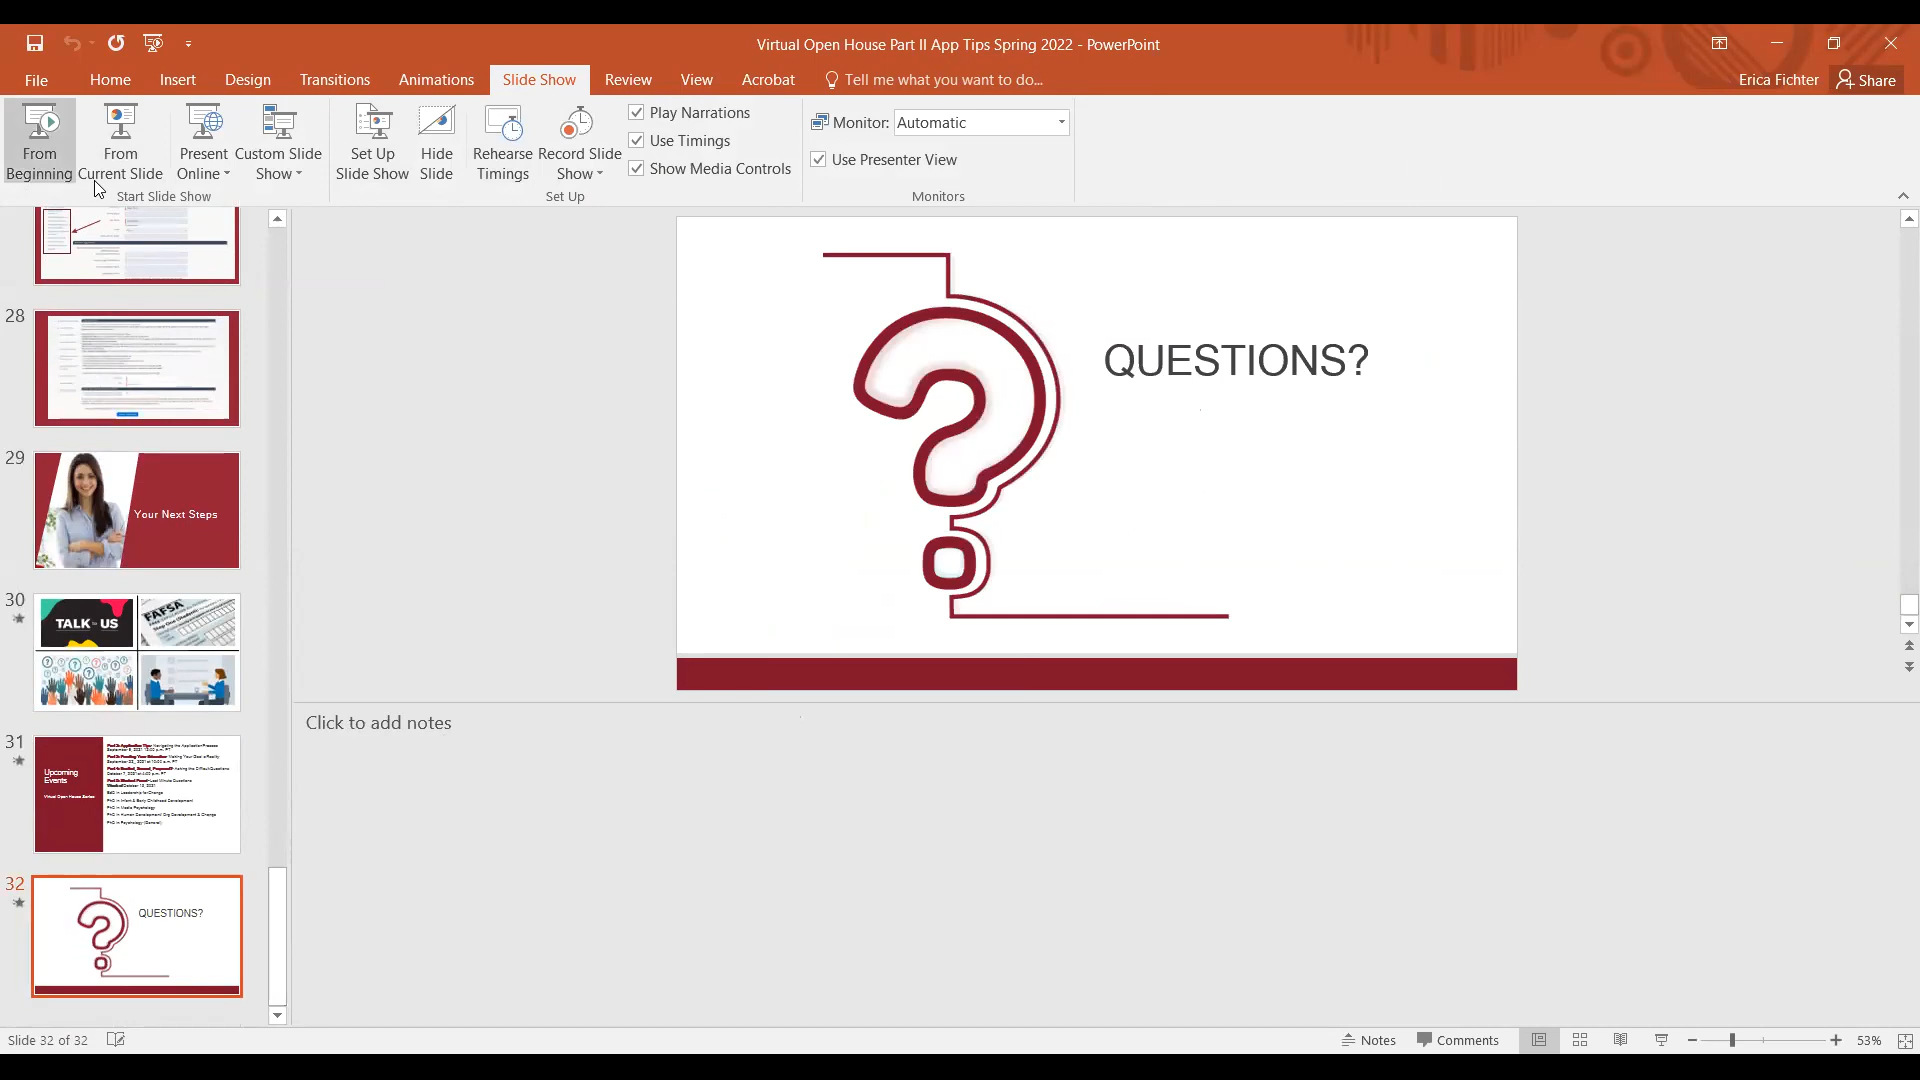 Virtual Open House Part II App Tips Spring 2022 - PowerPoint
File Home Insert Design Transitions Animations Slide Show Review View Acrobat Tell me what you want to do... Erica Fichter Share
From Beginning
From Current Slide
Present Online
Custom Slide Show
Set Up Slide Show
Hide Slide
Rehearse Timings
Record Slide Show
Play Narrations
Use Timings
Show Media Controls
Monitor: Automatic
Use Presenter View
Start Slide Show
Set Up
Monitors
28
29
Your Next Steps
30
TALK to US
FAFSA
31
Upcoming
Events
Virtual Open House Series
32
QUESTIONS?
QUESTIONS?
Click to add notes
Slide 32 of 32
Notes Comments 53%